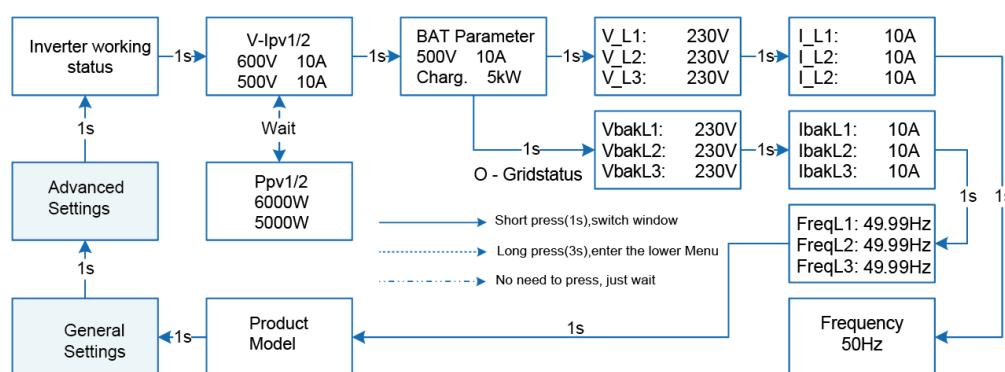 Inverter working
status
1s
V-Ipv1/2
600V 10A
500V 10A
1s
BAT Parameter
500V 10A
Charg. 5kW
1s
V_L1: 230V
V_L2: 230V
V_L3: 230V
1s
I_L1: 10A
I_L2: 10A
I_L2: 10A
1s
Wait
1s
O - Gridstatus
VbakL1: 230V
VbakL2: 230V
VbakL3: 230V
1s
IbakL1: 10A
IbakL2: 10A
IbakL3: 10A
1s
1s
Advanced
Settings
Ppv1/2
6000W
5000W
Short press(1s),switch window
Long press(3s),enter the lower Menu
No need to press, just wait
FreqL1: 49.99Hz
FreqL2: 49.99Hz
FreqL3: 49.99Hz
1s
General
Settings
1s
Product
Model
1s
Frequency
50Hz